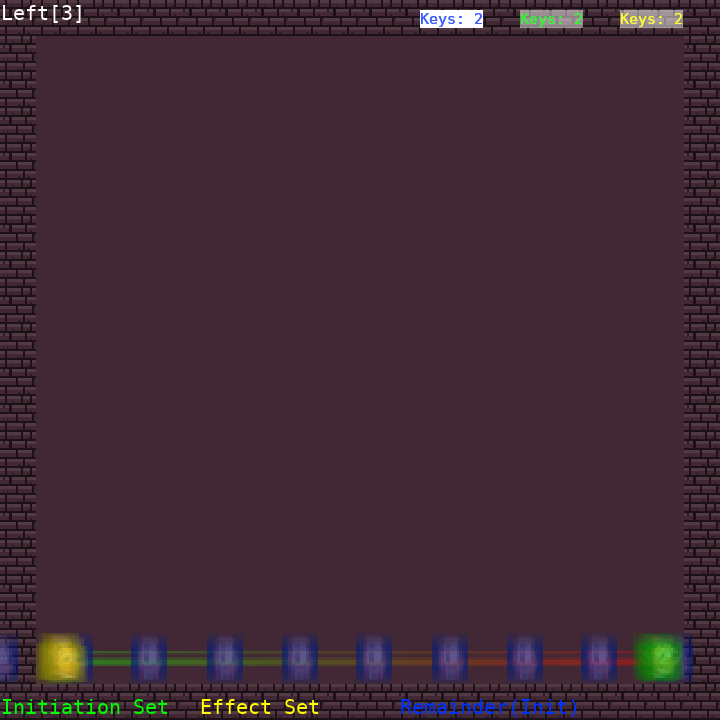 Left[3]
Keys: 2 Keys: 2 Keys: 2
Initiation Set Effect Set Remainder(Init)